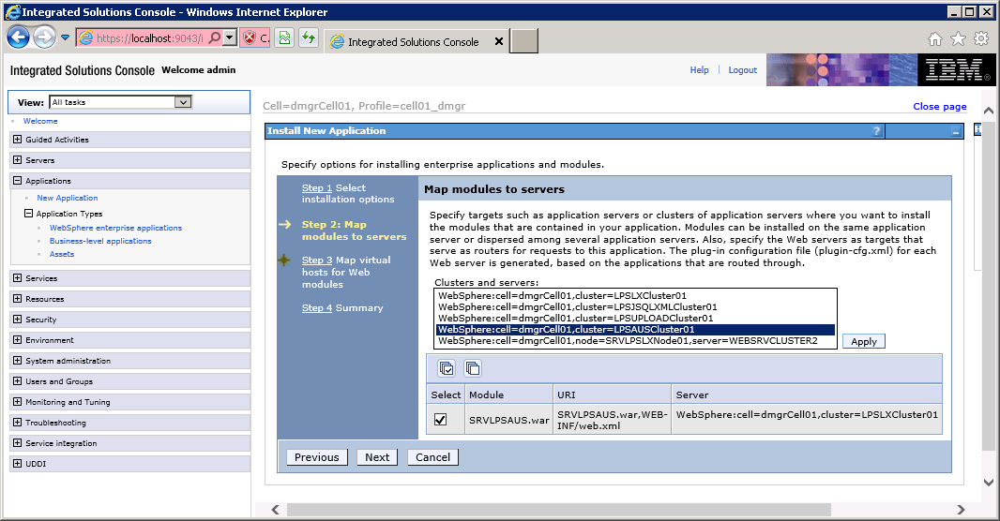 Integrated Solutions Console - Windows Internet Explorer
https://localhost:9043/i
C.
Integrated Solutions Console
Integrated Solutions Console Welcome admin
Help Logout
IBM®
View: All tasks
Welcome
Guided Activities
Servers
Applications
New Application
Application Types
WebSphere enterprise applications
Business-level applications
Assets
Services
Resources
Security
Environment
System administration
Users and Groups
Monitoring and Tuning
Troubleshooting
Service integration
UDDI
Cell=dmgrCell01, Profile=cell01_dmgr
Close page
Install New Application
?
H
Specify options for installing enterprise applications and modules.
Step 1 Select
installation options
Step 2: Map
modules to servers
Step 3 Map virtual
hosts for Web
modules
Step 4 Summary
Map modules to servers
Specify targets such as application servers or clusters of application servers where you want to install
the modules that are contained in your application. Modules can be installed on the same application
server or dispersed among several application servers. Also, specify the Web servers as targets that
serve as routers for requests to this application. The plug-in configuration file (plugin-cfg.xml) for each
Web server is generated, based on the applications that are routed through.
Clusters and servers:
WebSphere:cell=dmgrCell01,cluster=LPSLXCluster01
WebSphere:cell=dmgrCell01,cluster=LPSJSQLXMLCluster01
WebSphere:cell=dmgrCell01,cluster=LPSUPLOADCluster01
WebSphere:cell=dmgrCell01,cluster=LPSAUSCluster01
WebSphere:cell=dmgrCell01,node=SRVLPSLXNode01,server=WEBSRVCLUSTER2
Apply
Select Module URI Server
SRVLPSAUS.war
SRVLPSAUS.war,WEB-
INF/web.xml
WebSphere:cell=dmgrCell01,cluster=LPSLXCluster01
Previous Next Cancel